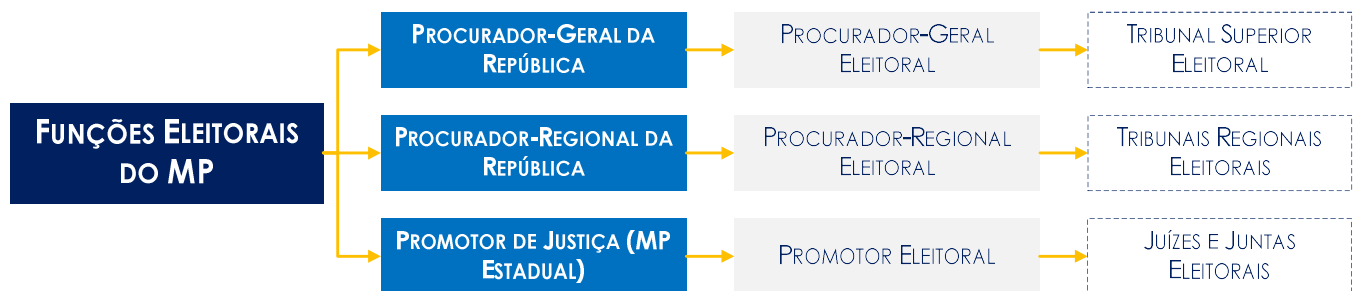 FUNÇÕES ELEITORAIS
DO MP
PROCURADOR-GERAL DA
REPÚBLICA
PROCURADOR-GERAL
ELEITORAL
TRIBUNAL SUPERIOR
ELEITORAL
PROCURADOR-REGIONAL DA
REPÚBLICA
PROCURADOR-REGIONAL
ELEITORAL
TRIBUNAIS REGIONAIS
ELEITORAIS
PROMOTOR DE JUSTIÇA (MP
ESTADUAL)
PROMOTOR ELEITORAL
JUÍZES E JUNTAS
ELEITORAIS